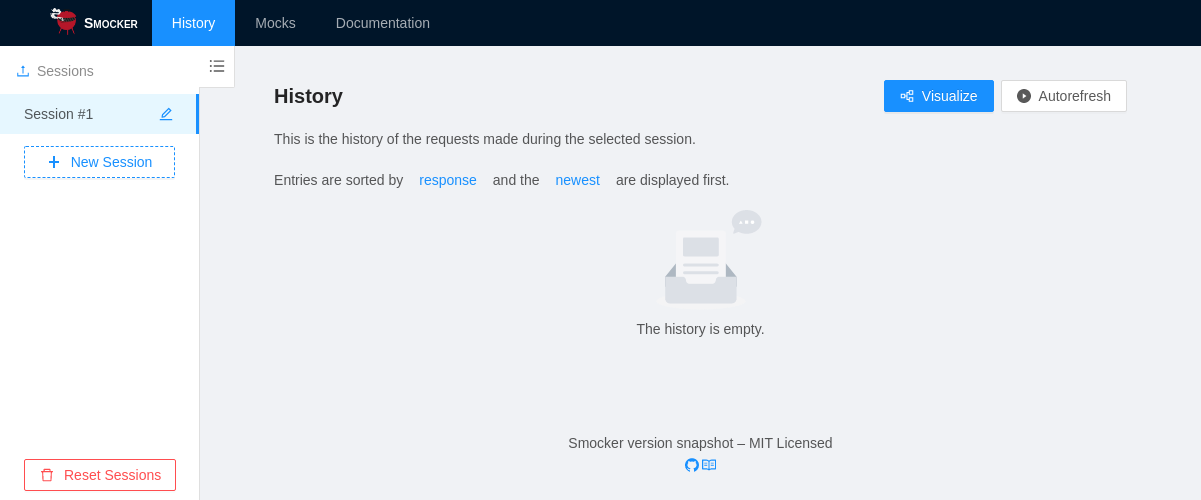 SMOCKER
History
Mocks
Documentation
Sessions
Session #1
New Session
Reset Sessions
History
Visualize
Autorefresh
This is the history of the requests made during the selected session.
Entries are sorted by response and the newest are displayed first.
The history is empty.
Smocker version snapshot – MIT Licensed